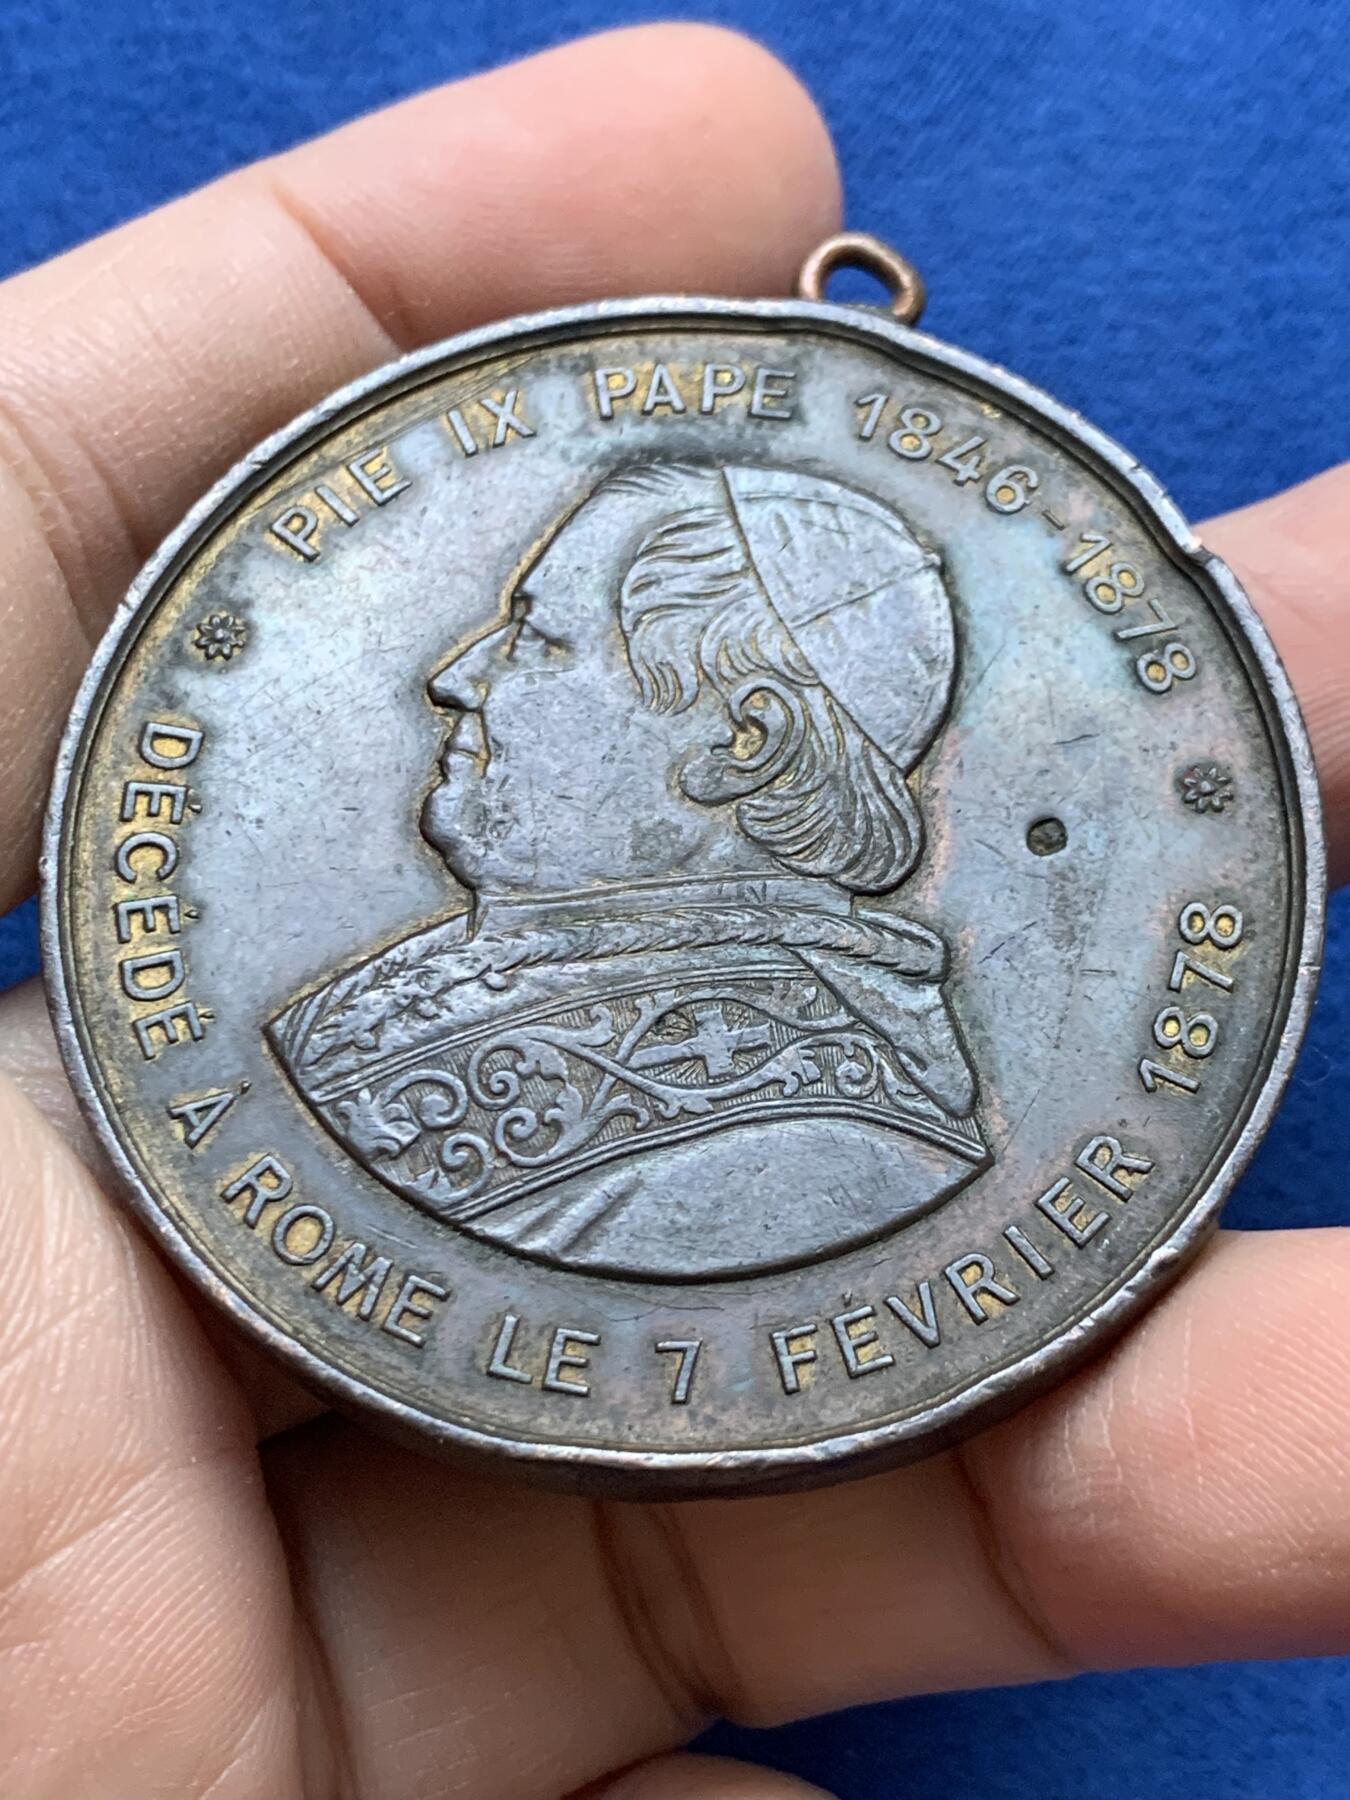 PIE IX PAPE 1846-1878
DÉCÉDÉ À ROME LE 7 FÉVRIER 1878